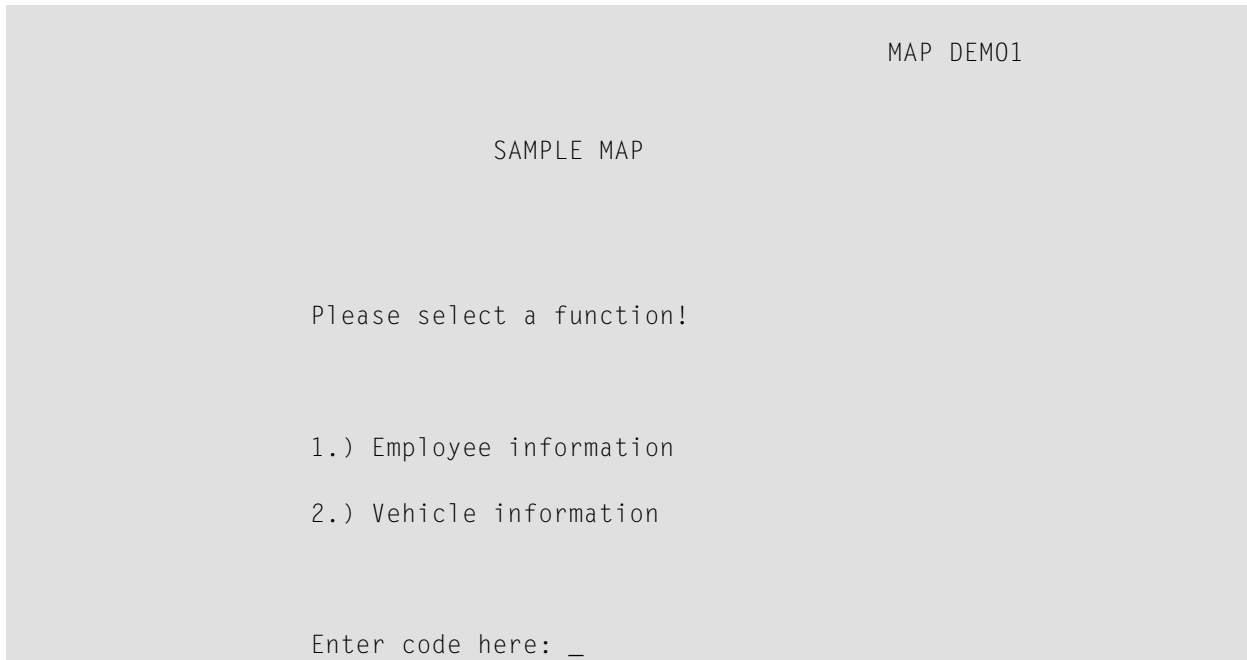 MAP DEMO1
SAMPLE MAP
Please select a function!
1.) Employee information
2.) Vehicle information
Enter code here: _